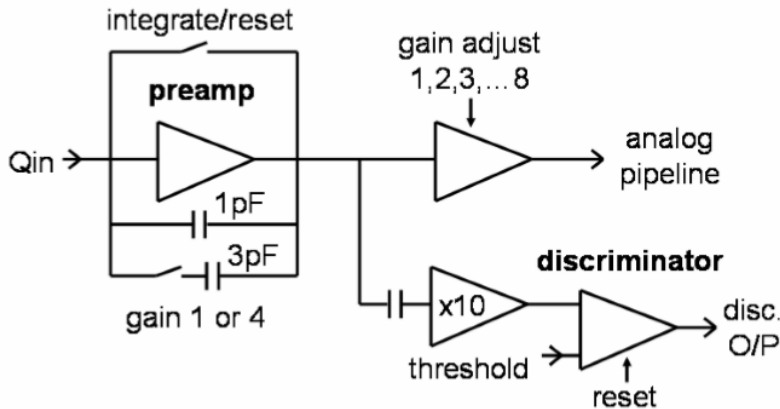 integrate/reset
preamp
Qin
1pF
3pF
gain 1 or 4
gain adjust
1,2,3,...8
analog
pipeline
discriminator
x10
disc.
O/P
threshold
reset